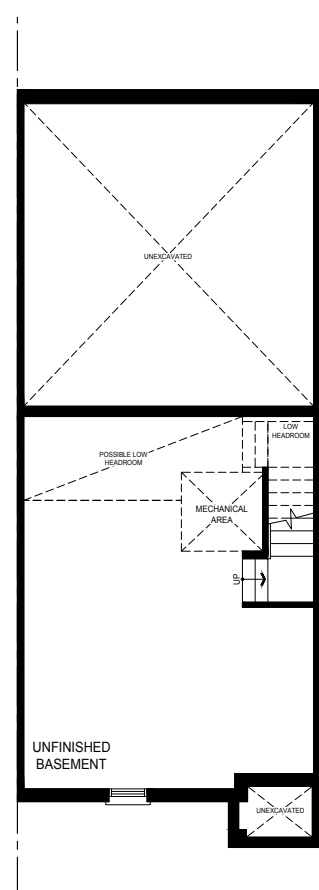 UNEXCAVATED
LOW
HEADROOM
POSSIBLE LOW
HEADROOM
MECHANICAL
AREA
UP
UNFINISHED
BASEMENT
UNEXCAVATED